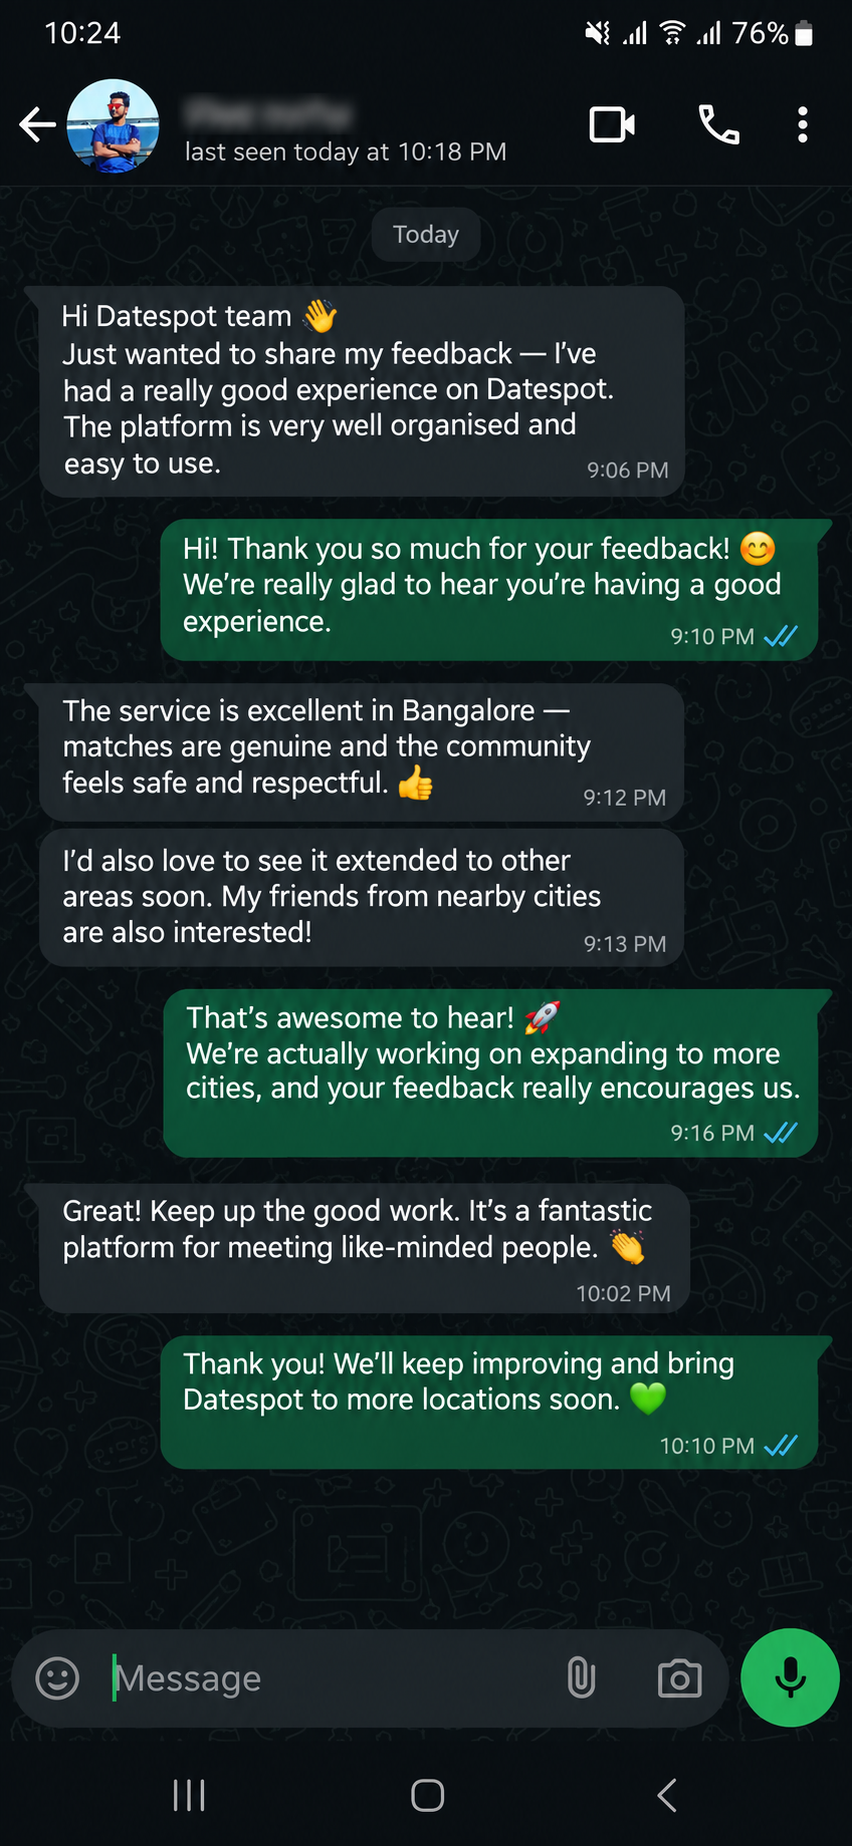 10:24
76%
last seen today at 10:18 PM
Today
Hi Datespot team 👋
Just wanted to share my feedback — I’ve
had a really good experience on Datespot.
The platform is very well organised and
easy to use.
9:06 PM
Hi! Thank you so much for your feedback! 😊
We’re really glad to hear you’re having a good
experience.
9:10 PM
The service is excellent in Bangalore —
matches are genuine and the community
feels safe and respectful. 👍
9:12 PM
I’d also love to see it extended to other
areas soon. My friends from nearby cities
are also interested!
9:13 PM
That’s awesome to hear! 🚀
We’re actually working on expanding to more
cities, and your feedback really encourages us.
9:16 PM
Great! Keep up the good work. It’s a fantastic
platform for meeting like-minded people. 👏
10:02 PM
Thank you! We’ll keep improving and bring
Datespot to more locations soon. 💚
10:10 PM
Message